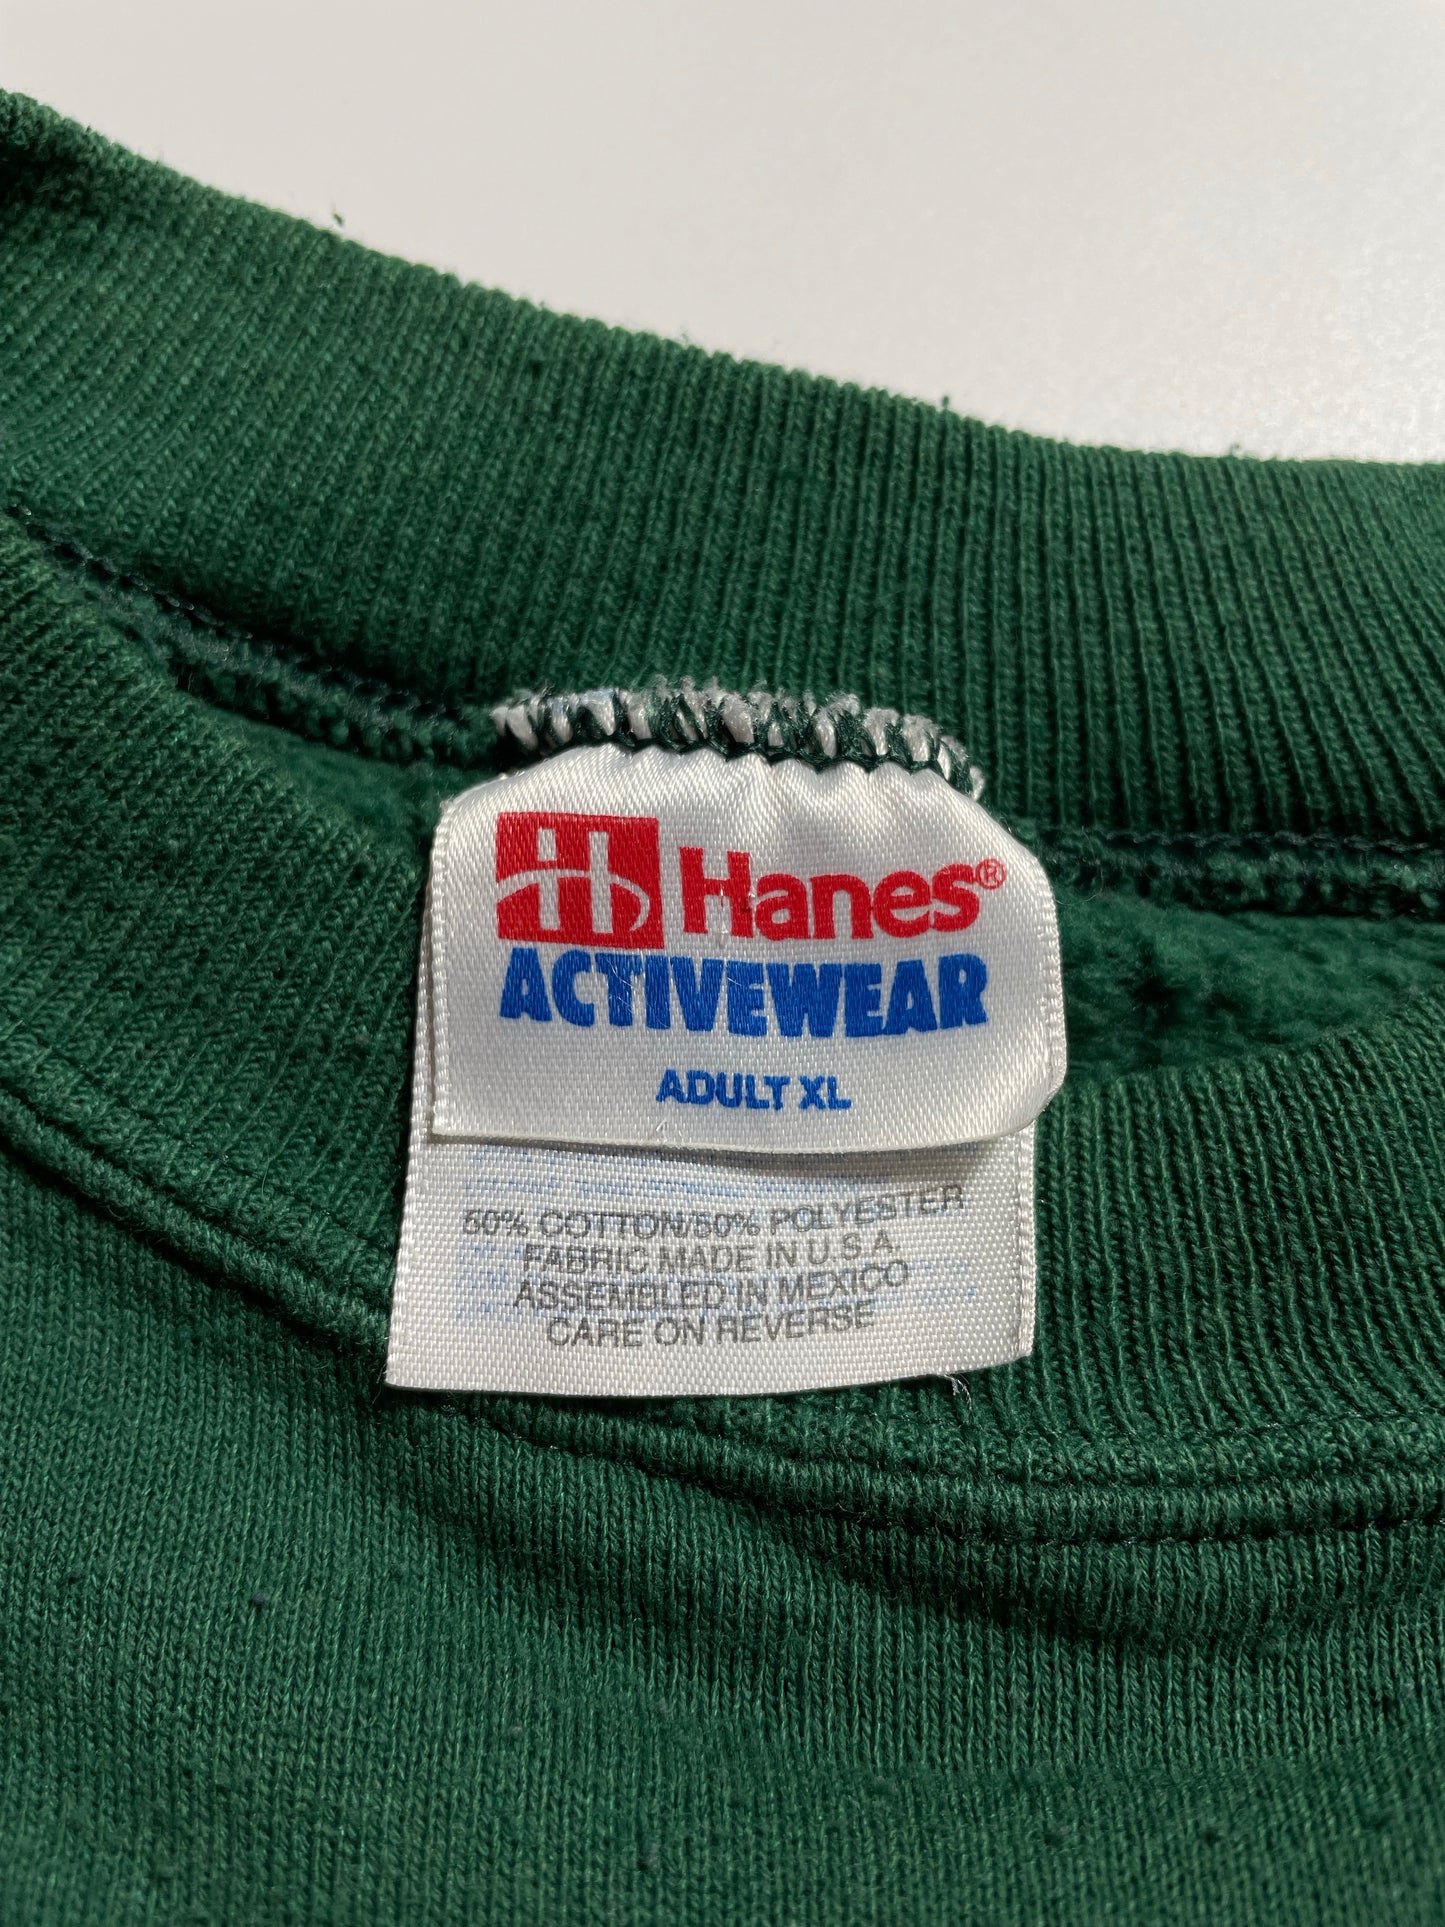 Hanes®
ACTIVEWEAR
ADULT XL
50% COTTON/50% POLYESTER
FABRIC MADE IN U.S.A.
ASSEMBLED IN MEXICO
CARE ON REVERSE